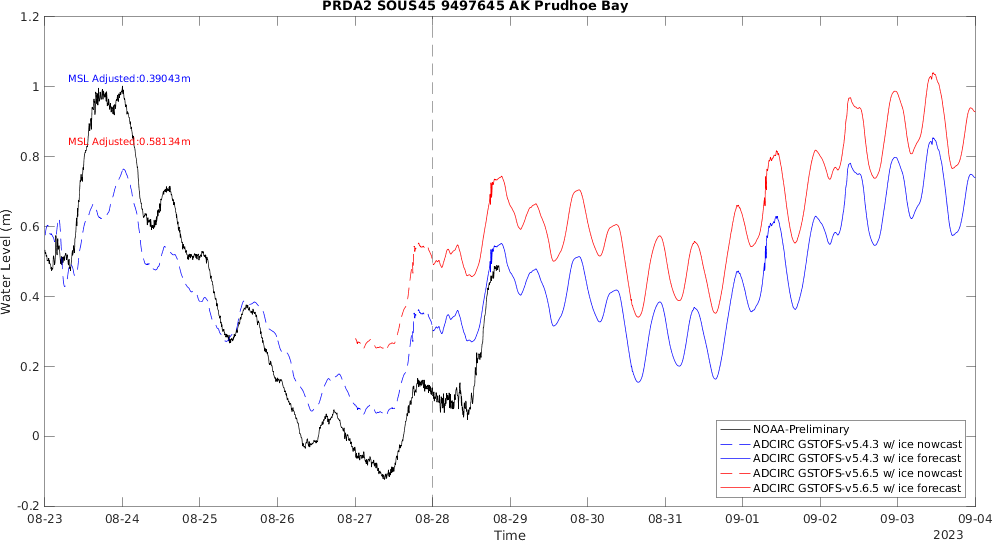 PRDA2 SOUS45 9497645 AK Prudhoe Bay
1.2
1
0.8
0.6
0.4
0.2
0
-0.2
Water Level (m)
MSL Adjusted:0.39043m
MSL Adjusted:0.58134m
NOAA-Preliminary
ADCIRC GSTOFS-v5.4.3 w/ ice nowcast
ADCIRC GSTOFS-v5.4.3 w/ ice forecast
ADCIRC GSTOFS-v5.6.5 w/ ice nowcast
ADCIRC GSTOFS-v5.6.5 w/ ice forecast
08-23 08-24 08-25 08-26 08-27 08-28 08-29 08-30 08-31 09-01 09-02 09-03 09-04
Time
2023